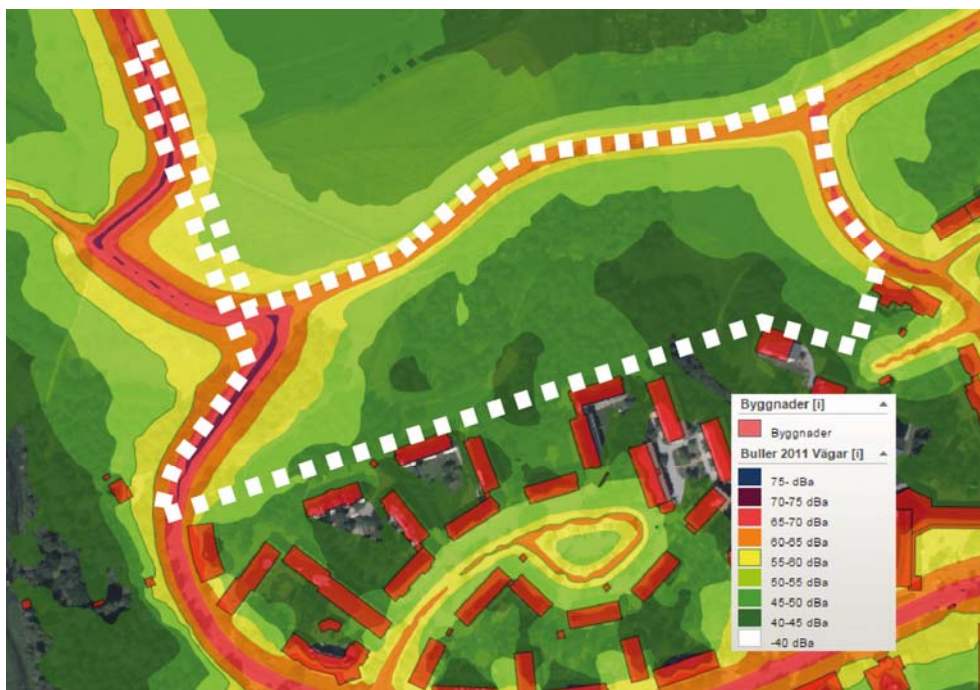 Byggnader [i]
Byggnader
Buller 2011 Vägar [i]
75- dBa
70-75 dBa
65-70 dBa
60-65 dBa
55-60 dBa
50-55 dBa
45-50 dBa
40-45 dBa
-40 dBa